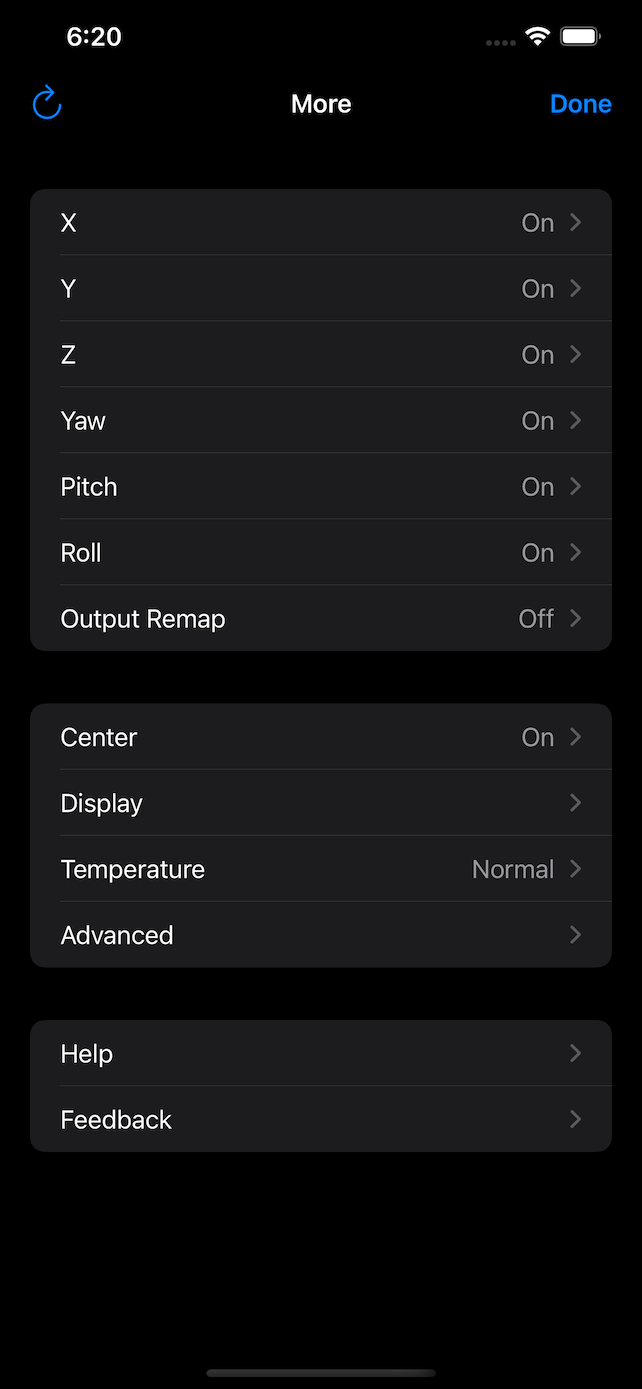 6:20
More
Done
X On
Y On
Z On
Yaw On
Pitch On
Roll On
Output Remap Off
Center On
Display
Temperature Normal
Advanced
Help
Feedback